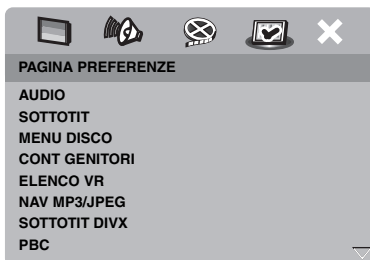 PAGINA PREFERENZE
AUDIO
SOTTOTIT
MENU DISCO
CONT GENITORI
ELENCO VR
NAV MP3/JPEG
SOTTOTIT DIVX
PBC